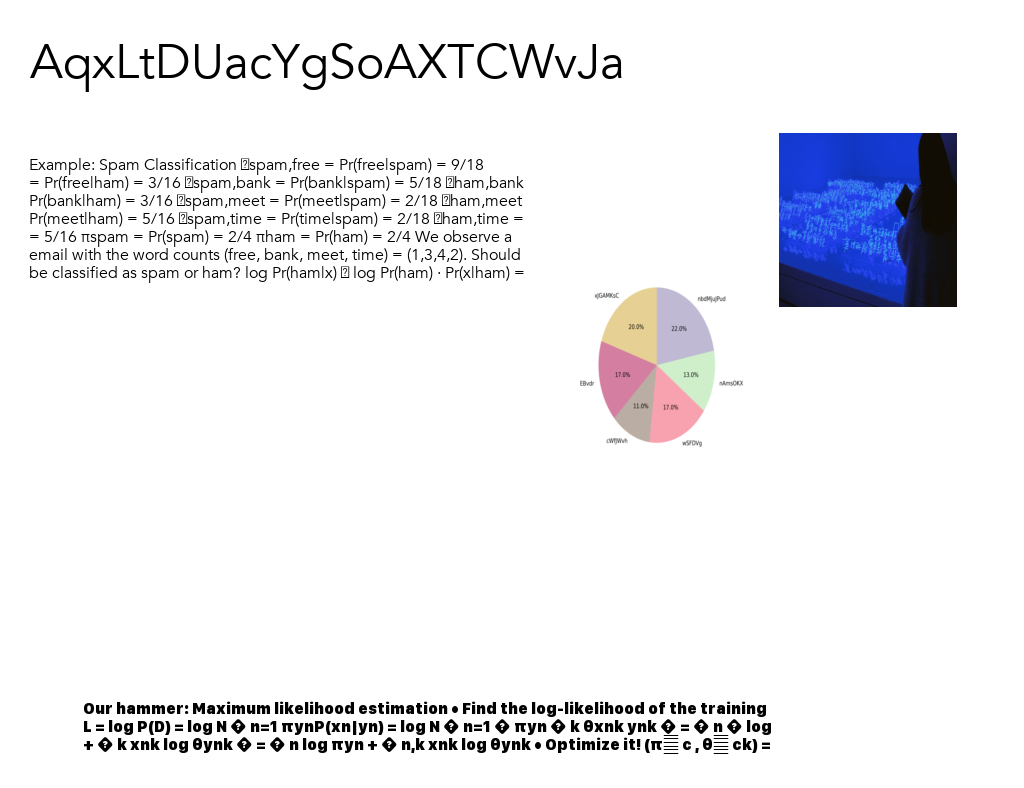 AqxLtDUacYgSoAXTCWvJa
Example: Spam Classification �spam,free = Pr(free|spam) = 9/18
= Pr(free|ham) = 3/16 �spam,bank = Pr(bank|spam) = 5/18 �ham,bank
Pr(bank|ham) = 3/16 �spam,meet = Pr(meet|spam) = 2/18 �ham,meet
Pr(meet|ham) = 5/16 �spam,time = Pr(time|spam) = 2/18 �ham,time =
= 5/16 πspam = Pr(spam) = 2/4 πham = Pr(ham) = 2/4 We observe a
email with the word counts (free, bank, meet, time) = (1,3,4,2). Should
be classified as spam or ham? log Pr(ham|x) � log Pr(ham) · Pr(x|ham) =
xjGAMKsC
nbdMjuJPud
20.0%
22.0%
17.0%
13.0%
EBvdr
nAmsOKX
11.0%
17.0%
cWfJWvh
wSFDVg
Our hammer: Maximum likelihood estimation • Find the log-likelihood of the training
L = log P(D) = log N � n=1 πynP(xn|yn) = log N � n=1 � πyn � k θxnk ynk � = � n � log
+ � k xnk log θynk � = � n log πyn + � n,k xnk log θynk • Optimize it! (π c , θ ck) =